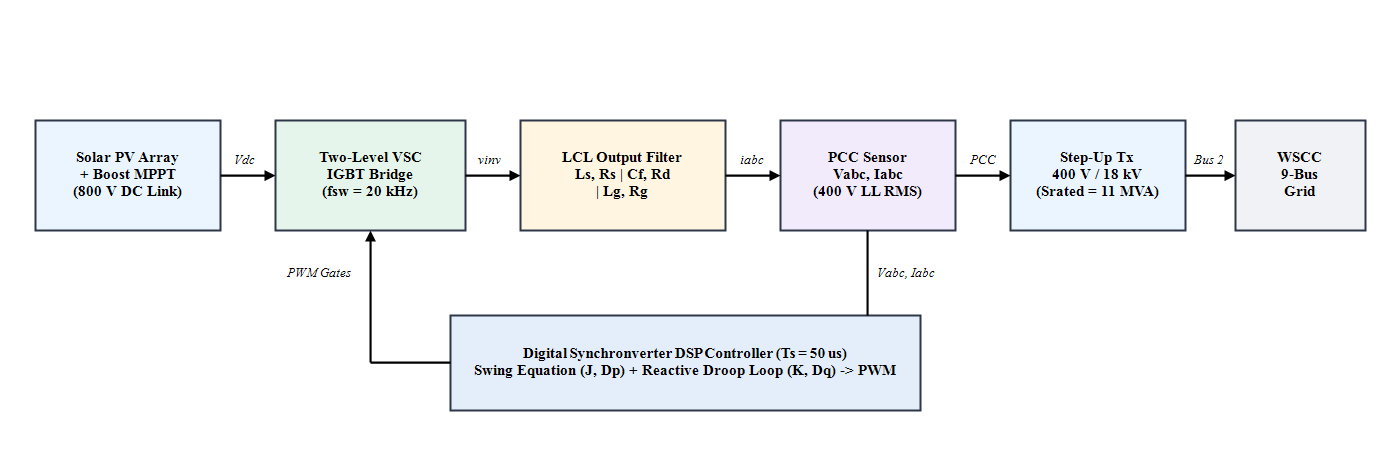 Solar PV Array
+ Boost MPPT
(800 V DC Link)
Vdc
Two-Level VSC
IGBT Bridge
(fsw = 20 kHz)
vinv
LCL Output Filter
Ls, Rs | Cf, Rd
| Lg, Rg
iabc
PCC Sensor
Vabc, Iabc
(400 V LL RMS)
PCC
Step-Up Tx
400 V / 18 kV
(Srated = 11 MVA)
Bus 2
WSCC
9-Bus
Grid
PWM Gates
Vabc, Iabc
Digital Synchronverter DSP Controller (Ts = 50 us)
Swing Equation (J, Dp) + Reactive Droop Loop (K, Dq) -> PWM